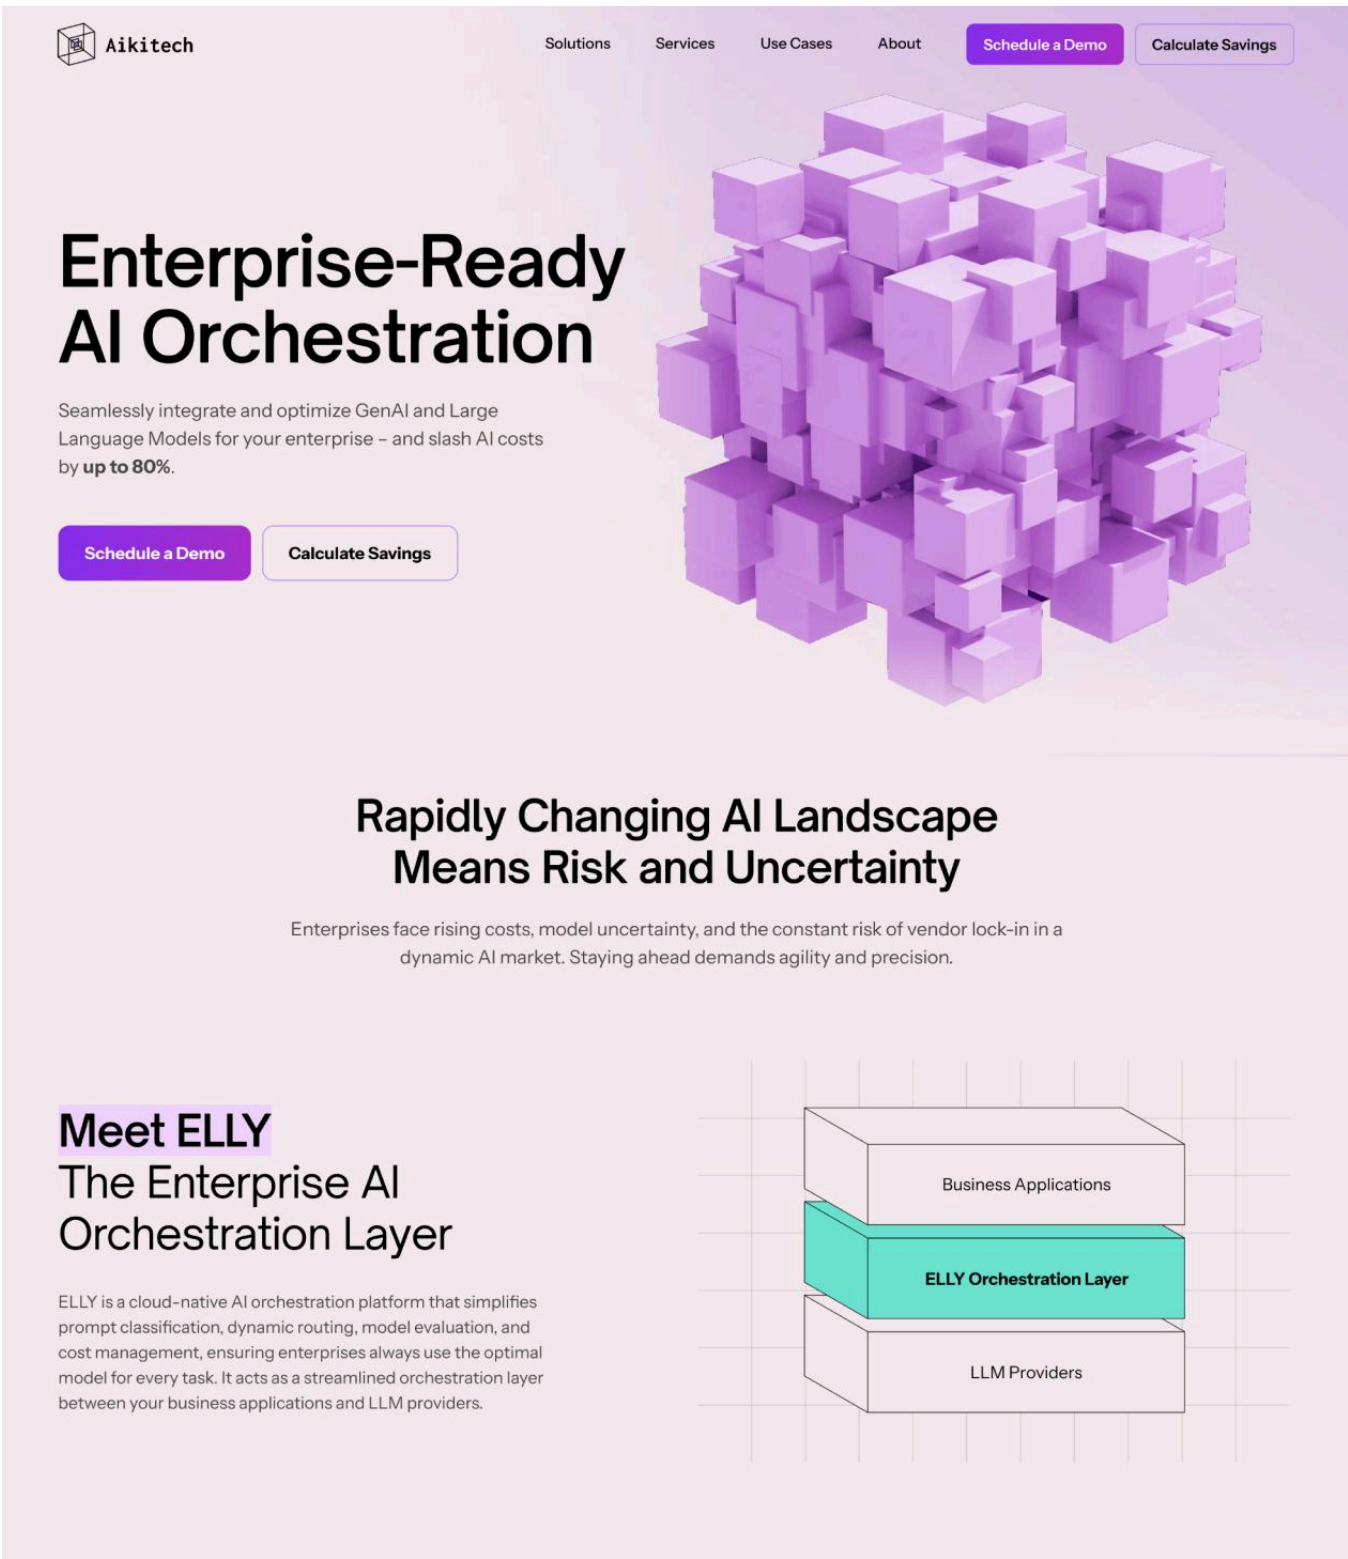 Aikitech
Solutions
Services
Use Cases
About
Schedule a Demo
Calculate Savings
Enterprise-Ready
AI Orchestration
Seamlessly integrate and optimize GenAI and Large
Language Models for your enterprise – and slash AI costs
by up to 80%.
Schedule a Demo
Calculate Savings
Rapidly Changing AI Landscape
Means Risk and Uncertainty
Enterprises face rising costs, model uncertainty, and the constant risk of vendor lock-in in a
dynamic AI market. Staying ahead demands agility and precision.
Meet ELLY
The Enterprise AI
Orchestration Layer
ELLY is a cloud-native AI orchestration platform that simplifies
prompt classification, dynamic routing, model evaluation, and
cost management, ensuring enterprises always use the optimal
model for every task. It acts as a streamlined orchestration layer
between your business applications and LLM providers.
Business Applications
ELLY Orchestration Layer
LLM Providers